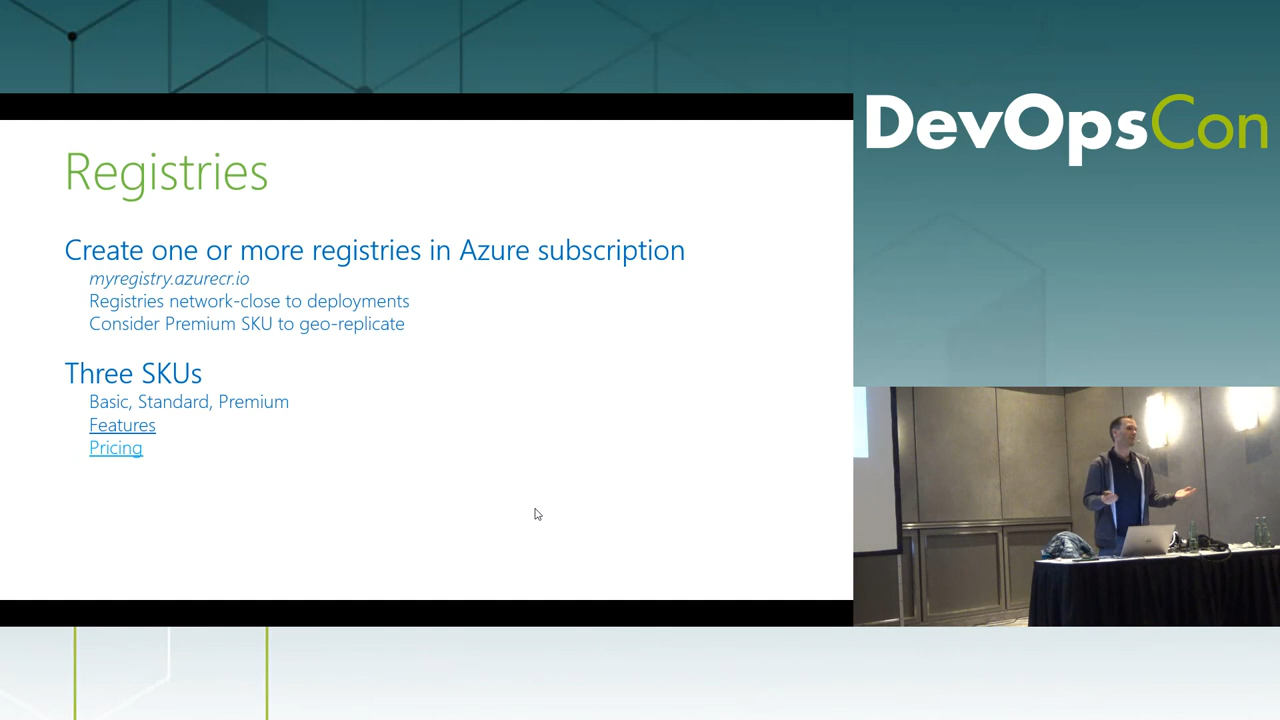 DevOpsCon
Registries
Create one or more registries in Azure subscription
myregistry.azurecr.io
Registries network-close to deployments
Consider Premium SKU to geo-replicate
Three SKUs
Basic, Standard, Premium
Features
Pricing